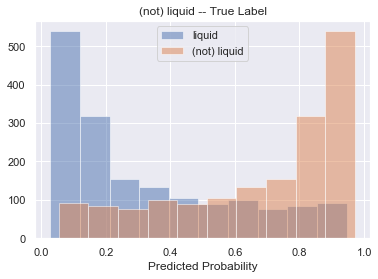 (not) liquid -- True Label
liquid
(not) liquid
500
400
300
200
100
0
0.0 0.2 0.4 0.6 0.8 1.0
Predicted Probability